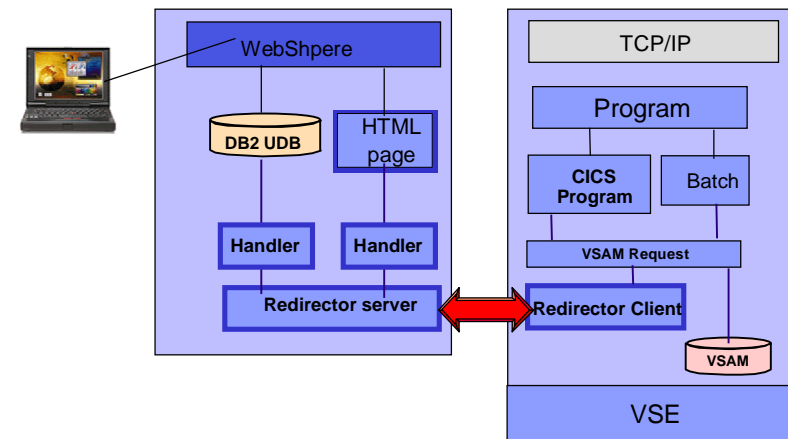 WebShpere
DB2 UDB
HTML
page
Handler
Handler
Redirector server
TCP/IP
Program
CICS
Program
Batch
VSAM Request
Redirector Client
VSAM
VSE